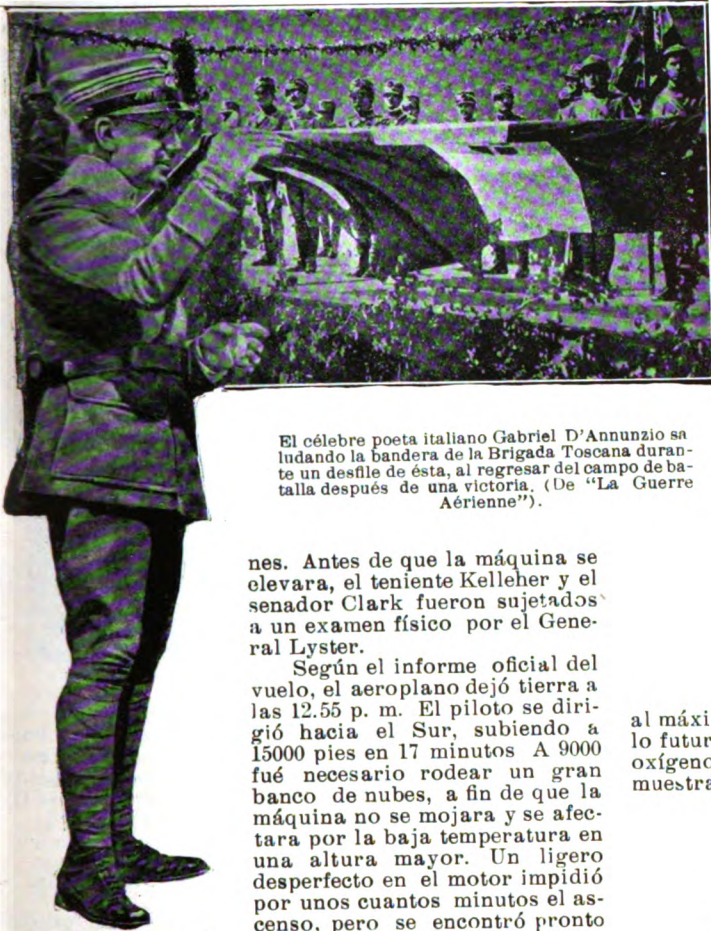 El célebre poeta italiano Gabriel D'Annunzio sa
ludando la bandera de la Brigada Toscana duran-
te un desfile de ésta, al regresar del campo de ba-
talla después de una victoria. (De "La Guerre
Aérienne").
nes. Antes de que la máquina se
elevara, el teniente Kelleher y el
senador Clark fueron sujetados
a un examen físico por el Gene-
ral Lyster.
Según el informe oficial del
vuelo, el aeroplano dejó tierra a
las 12.55 p. m. El piloto se diri-
gió hacia el Sur, subiendo a
15000 pies en 17 minutos A 9000
fué necesario rodear un gran
banco de nubes, a fin de que la
máquina no se mojara y se afec-
tara por la baja temperatura en
una altura mayor. Un ligero
desperfecto en el motor impidió
por unos cuantos minutos el as-
censo, pero se encontró pronto
al máxi
lo futur
oxígeno
muestra